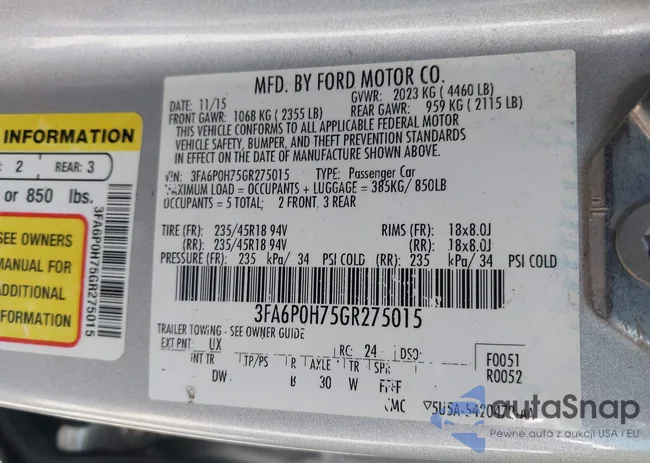 MFD. BY FORD MOTOR CO.
DATE: 11/15 GVWR: 2023 KG ( 4460 LB)
FRONT GAWR: 1068 KG ( 2355 LB) REAR GAWR: 959 KG ( 2115 LB)
THIS VEHICLE CONFORMS TO ALL APPLICABLE FEDERAL MOTOR
VEHICLE SAFETY, BUMPER, AND THEFT PREVENTION STANDARDS
IN EFFECT ON THE DATE OF MANUFACTURE SHOWN ABOVE.
VIN: 3FA6P0H75GR275015 TYPE: Passenger Car
MAXIMUM LOAD = OCCUPANTS + LUGGAGE = 385KG/ 850LB
OCCUPANTS = 5 TOTAL; 2 FRONT, 3 REAR
TIRE (FR): 235/45R18 94V RIMS (FR): 18x8.0J
(RR): 235/45R18 94V (RR): 18x8.0J
PRESSURE (FR): 235 kPa/ 34 PSI COLD (RR): 235 kPa/ 34 PSI COLD
3FA6P0H75GR275015
TRAILER TOWING - SEE OWNER GUIDE
EXT PNT: UX RC: 24 DSO:
INT TR TP/PS R AXLE TR SPR
DW B 30 W
F0051
R0052
INFORMATION
: 2 REAR: 3
or 850 lbs.
SEE OWNERS
MANUAL FOR
ADDITIONAL
INFORMATION
3FA6P0H75GR275015
autoSnap
Pewne auta z aukcji USA i EU